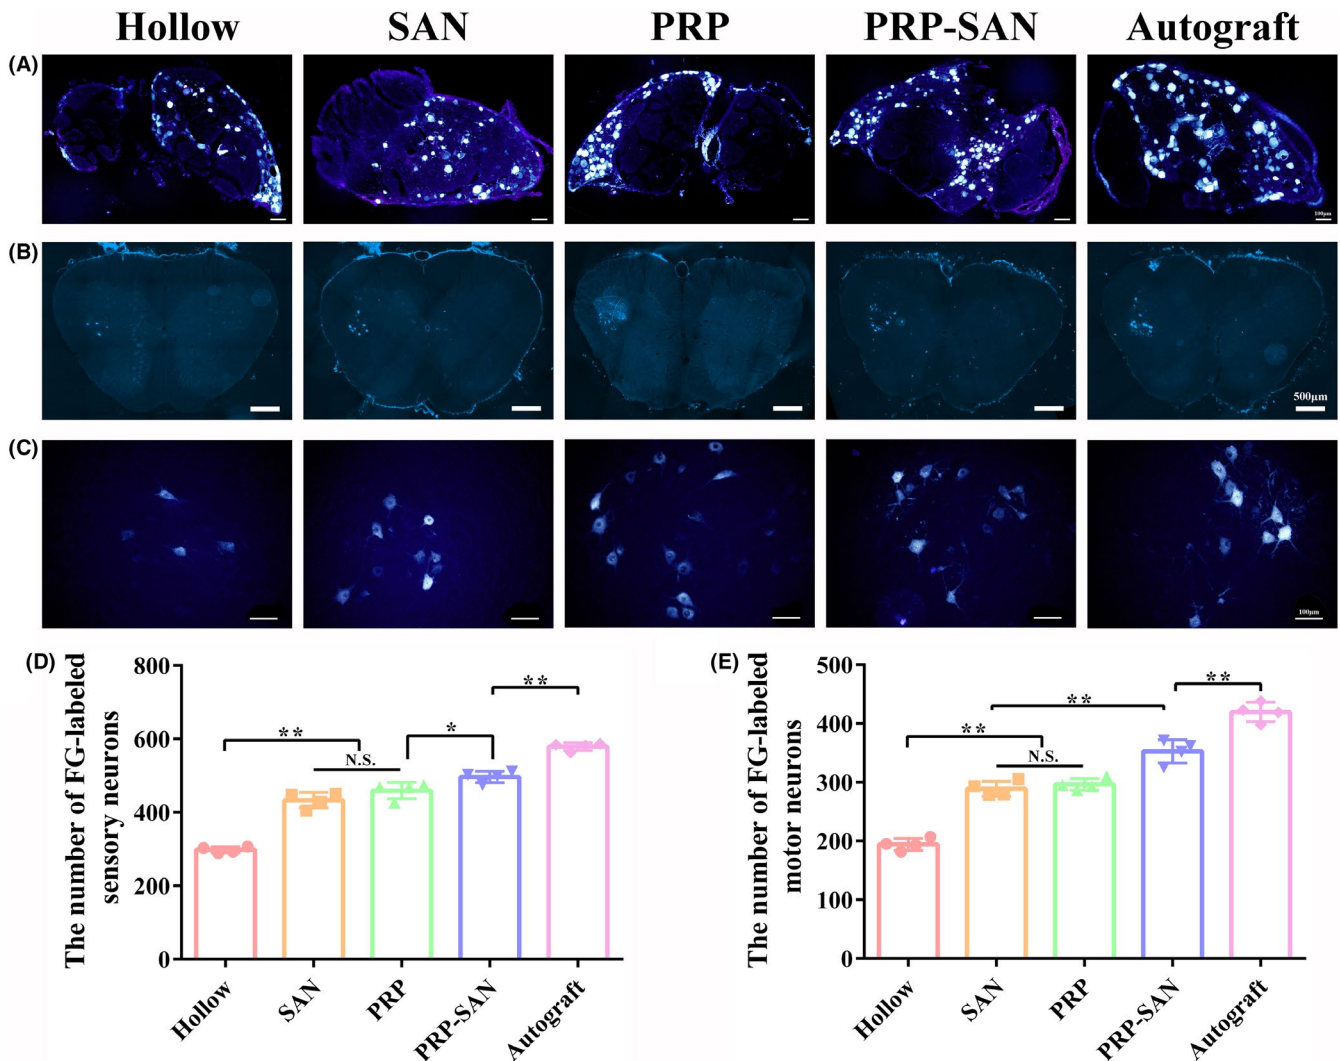 Hollow SAN PRP PRP-SAN Autograft
(A)
100μm
(B)
500μm
(C)
100μm
(D)
The number of FG-labeled
sensory neurons
800
600
400
200
0
**
N.S.
*
**
Hollow
SAN
PRP
PRP-SAN
Autograft
(E)
The number of FG-labeled
motor neurons
500
400
300
200
100
0
**
N.S.
**
**
Hollow
SAN
PRP
PRP-SAN
Autograft